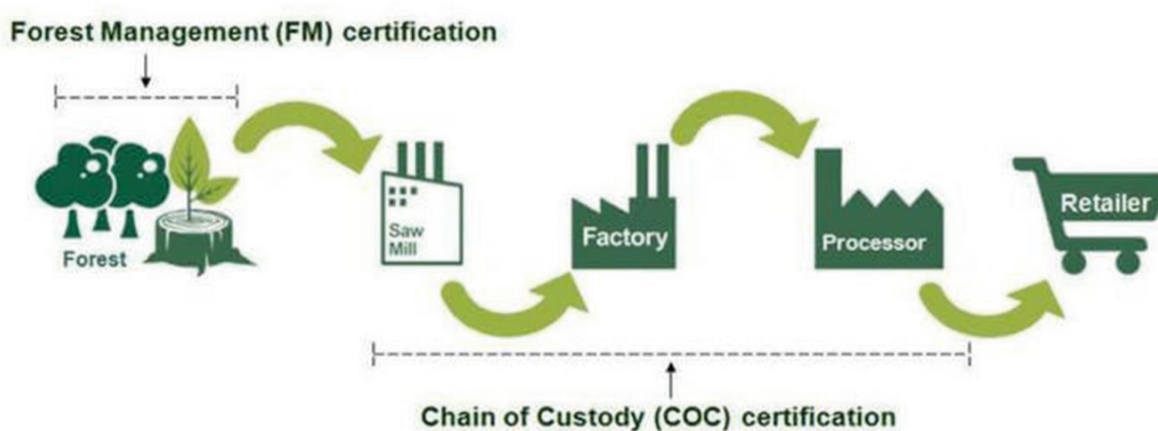 Forest Management (FM) certification
Forest
Saw
Mill
Factory
Processor
Retailer
Chain of Custody (COC) certification